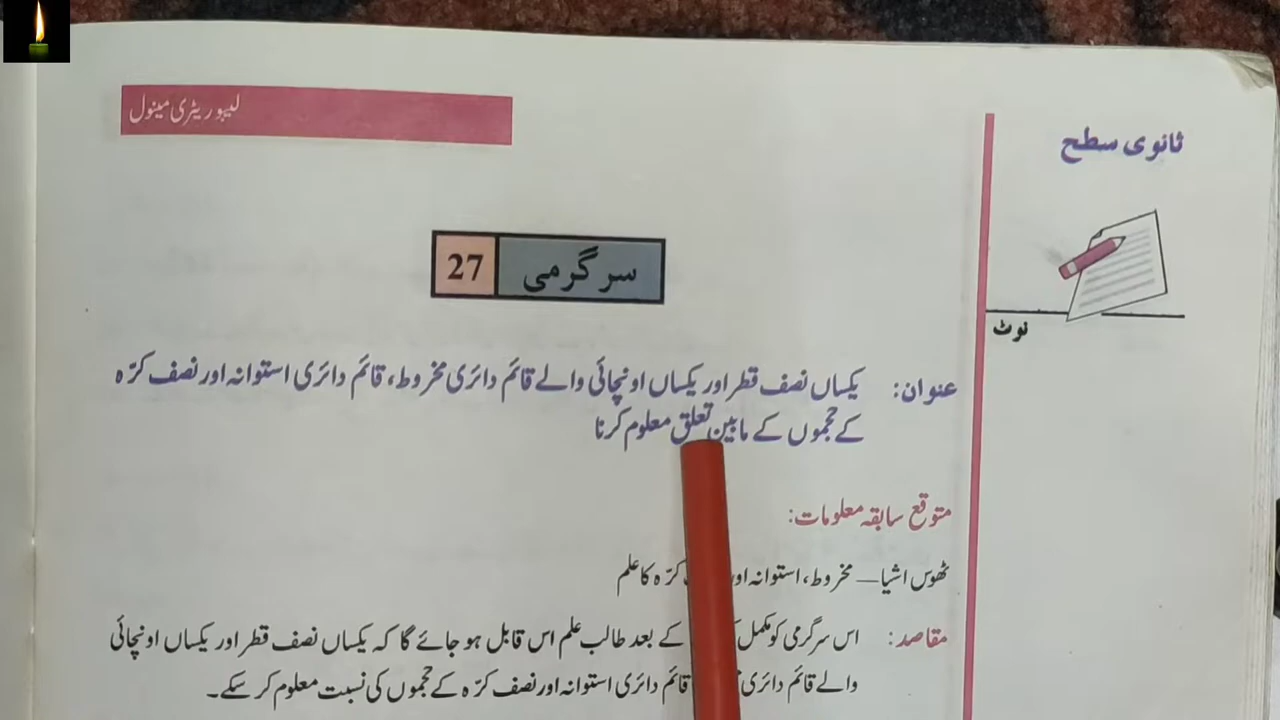 لیبوریٹری مینول
ثانوی سطح
سرگرمی 27
نوٹ
عنوان: یکساں نصف قطر اور یکساں اونچائی والے قائم دائری مخروط، قائم دائری استوانہ اور نصف کرّہ
کے حجموں کے مابین تعلق معلوم کرنا
متوقع سابقہ معلومات:
ٹھوس اشیا— مخروط، استوانہ اور کرّہ کا علم
مقاصد: اس سرگرمی کو مکمل کے بعد طالب علم اس قابل ہو جائے گا کہ یکساں نصف قطر اور یکساں اونچائی
والے قائم دائری قائم دائری استوانہ اور نصف کرّہ کے حجموں کی نسبت معلوم کر سکے۔